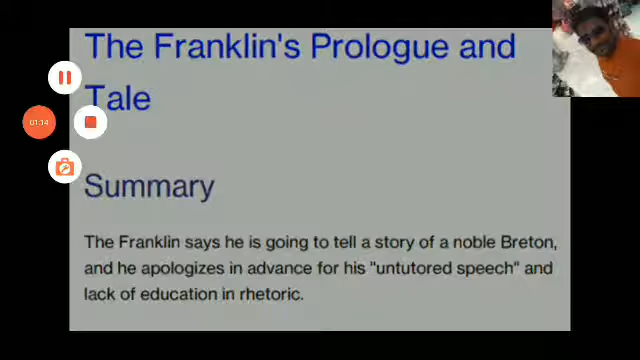 The Franklin's Prologue and
Tale
01:14
Summary
The Franklin says he is going to tell a story of a noble Breton,
and he apologizes in advance for his "untutored speech" and
lack of education in rhetoric.